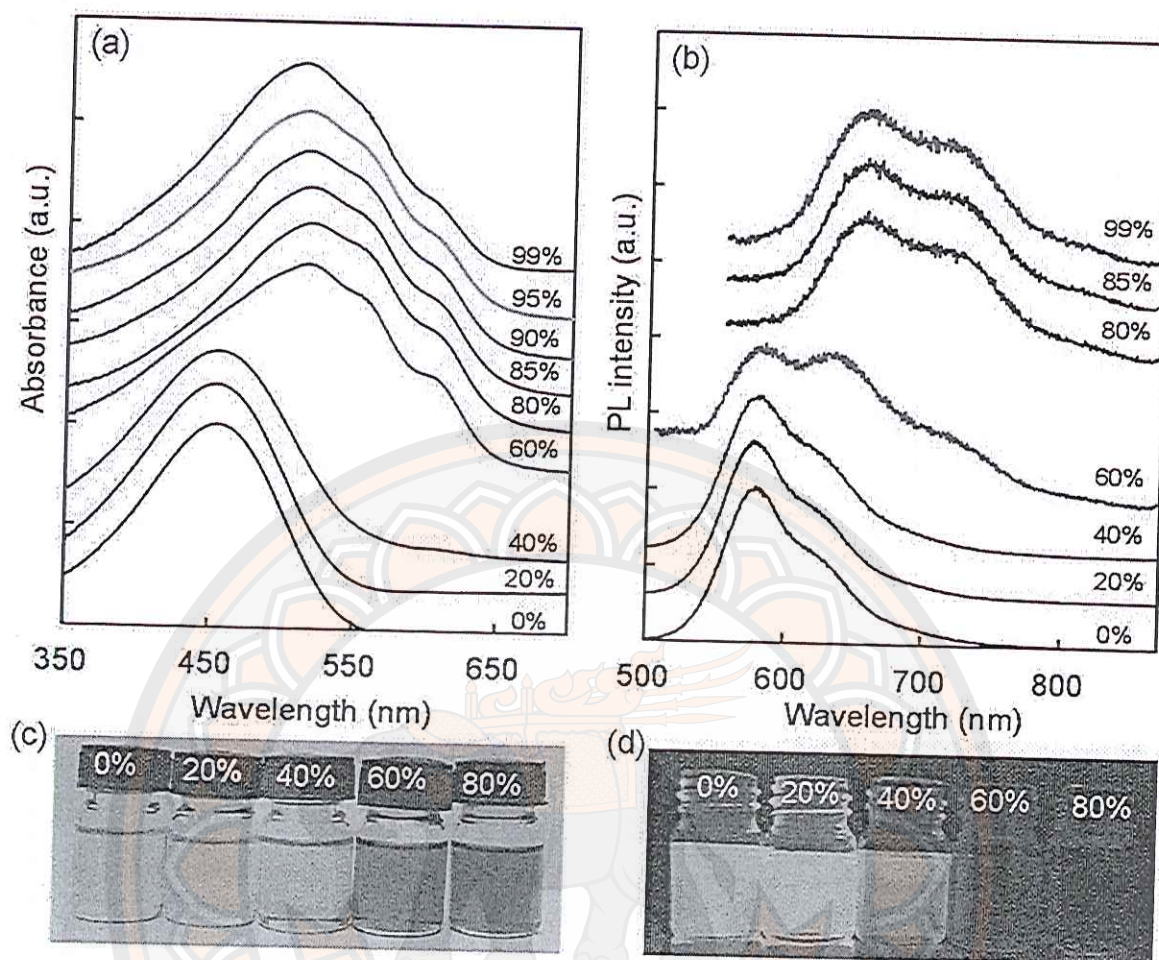 (a)
Absorbance (a.u.)
99%
95%
90%
85%
80%
60%
40%
20%
0%
350 450 550 650
Wavelength (nm)
(b)
PL intensity (a.u.)
99%
85%
80%
60%
40%
20%
0%
500 600 700 800
Wavelength (nm)
(c)
0% 20% 40% 60% 80%
(d)
0% 20% 40% 60% 80%